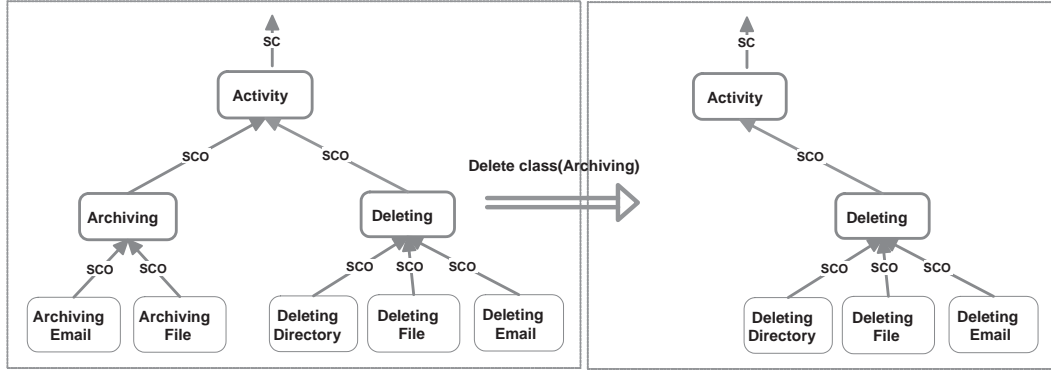 SC
Activity
SCO
SCO
Archiving
Deleting
SCO
SCO
SCO
SCO
SCO
Archiving
Email
Archiving
File
Deleting
Directory
Deleting
File
Deleting
Email
Delete class(Archiving)
SC
Activity
SCO
Deleting
SCO
SCO
SCO
Deleting
Directory
Deleting
File
Deleting
Email